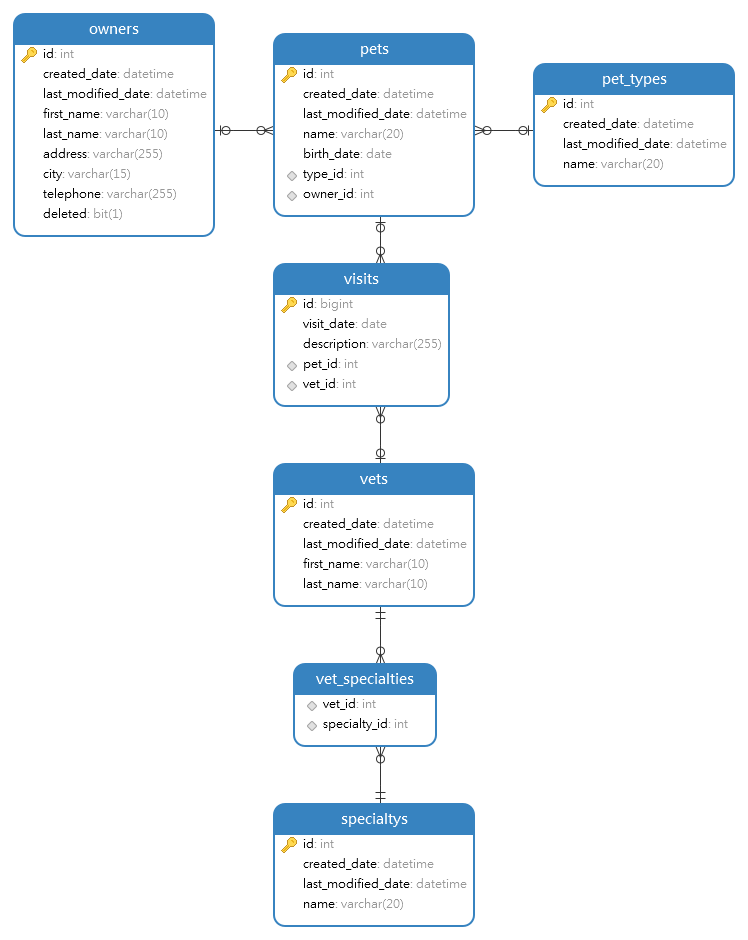 owners
id: int
created_date: datetime
last_modified_date: datetime
first_name: varchar(10)
last_name: varchar(10)
address: varchar(255)
city: varchar(15)
telephone: varchar(255)
deleted: bit(1)
pets
id: int
created_date: datetime
last_modified_date: datetime
name: varchar(20)
birth_date: date
type_id: int
owner_id: int
pet_types
id: int
created_date: datetime
last_modified_date: datetime
name: varchar(20)
visits
id: bigint
visit_date: date
description: varchar(255)
pet_id: int
vet_id: int
vets
id: int
created_date: datetime
last_modified_date: datetime
first_name: varchar(10)
last_name: varchar(10)
vet_specialties
vet_id: int
specialty_id: int
specialtys
id: int
created_date: datetime
last_modified_date: datetime
name: varchar(20)